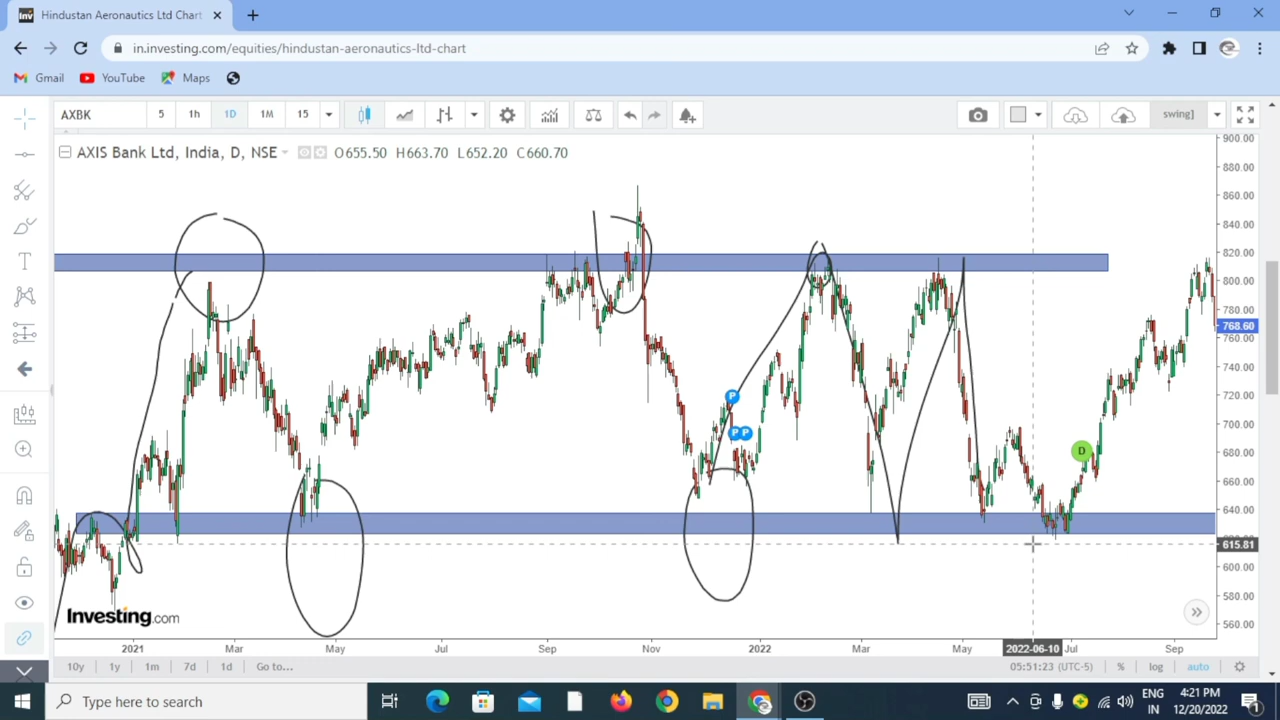 Hindustan Aeronautics Ltd Chart
in.investing.com/equities/hindustan-aeronautics-ltd-chart
Gmail YouTube Maps
AXBK 5 1h 1D 1M 15 swing]
AXIS Bank Ltd, India, D, NSE O655.50 H663.70 L652.20 C660.70
900.00
880.00
860.00
840.00
820.00
800.00
780.00
768.60
760.00
740.00
720.00
700.00
680.00
660.00
640.00
615.81
600.00
580.00
560.00
P
P P
D
Investing.com
2021 Mar May Jul Sep Nov 2022 Mar May 2022-06-10 Jul Sep
10y 1y 1m 7d 1d Go to... 05:51:23 (UTC-5) % log auto
Type here to search
ENG
IN
4:21 PM
12/20/2022
1